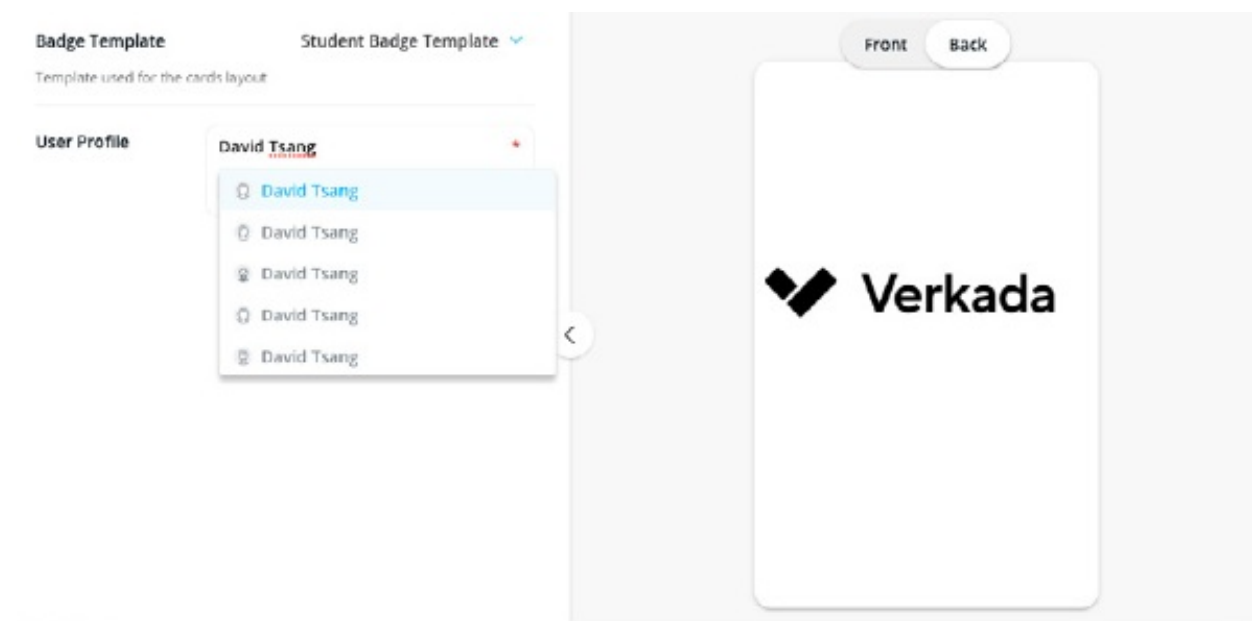 Badge Template
Student Badge Template
Template used for the cards layout
User Profile
David Tsang *
David Tsang
David Tsang
David Tsang
David Tsang
David Tsang
Front
Back
Verkada